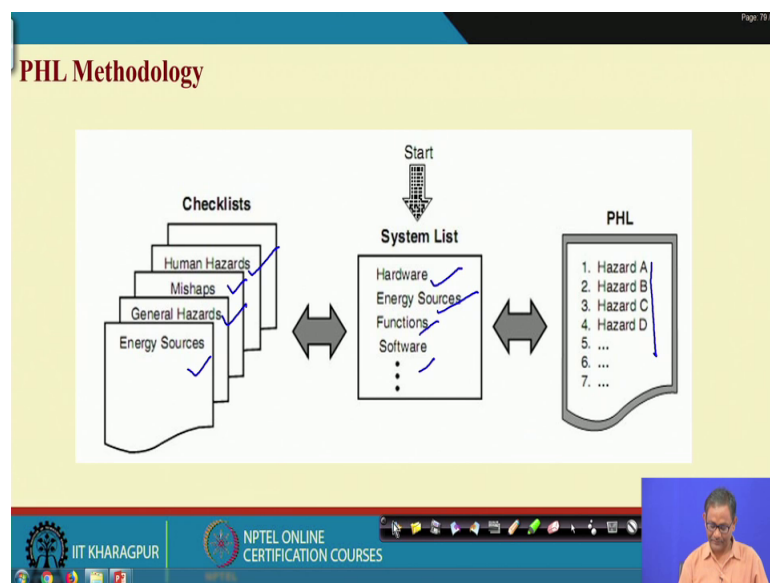 Page: 79
PHL Methodology
Start
Checklists
Human Hazards
Mishaps
General Hazards
Energy Sources
System List
Hardware
Energy Sources
Functions
Software
PHL
1. Hazard A
2. Hazard B
3. Hazard C
4. Hazard D
5. ...
6. ...
7. ...
IIT KHARAGPUR
NPTEL ONLINE
CERTIFICATION COURSES